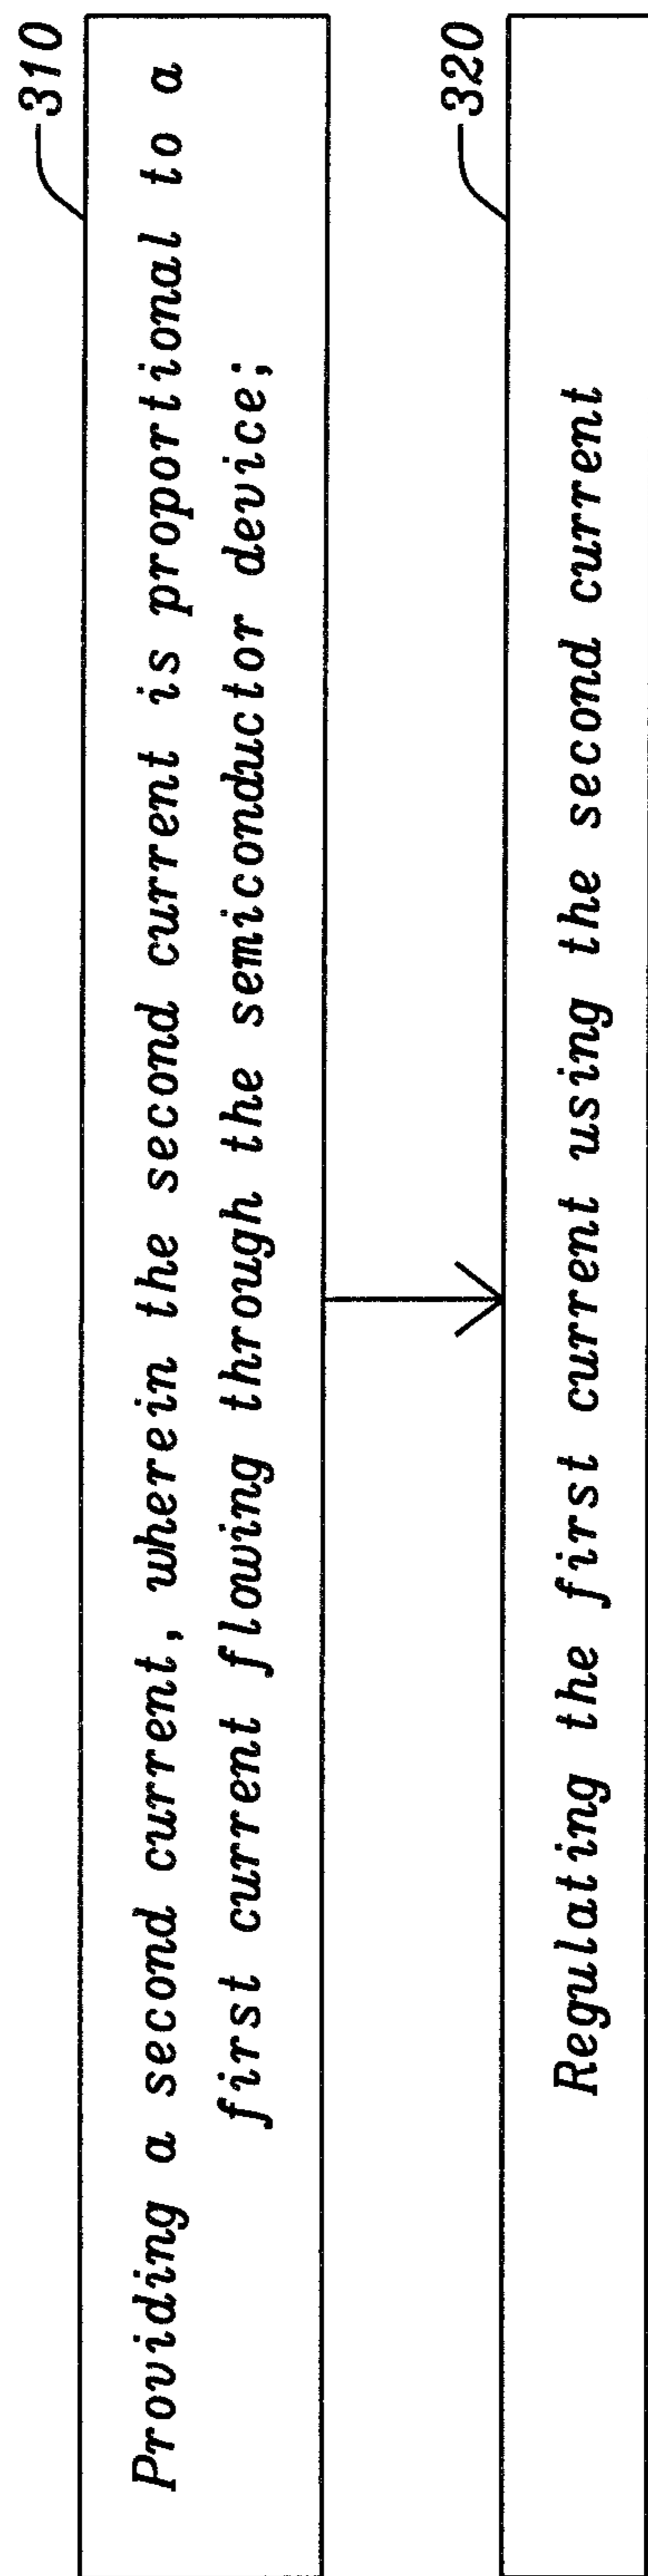 310
Providing a second current, wherein the second current is proportional to a
first current flowing through the semiconductor device;
320
Regulating the first current using the second current